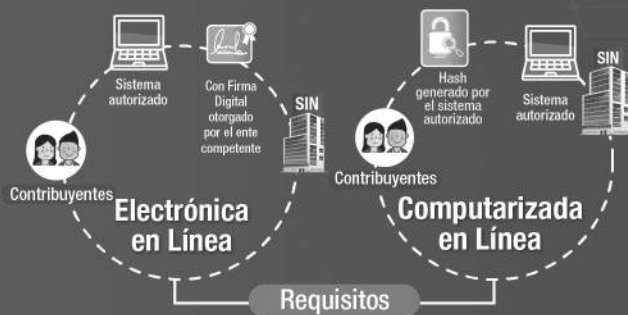 Sistema
autorizado
Con Firma
Digital
otorgado
por el ente
competente
SIN
Contribuyentes
Electrónica
en Línea
Hash
generado por
el sistema
autorizado
Sistema
autorizado
SIN
Contribuyentes
Computarizada
en Línea
Requisitos